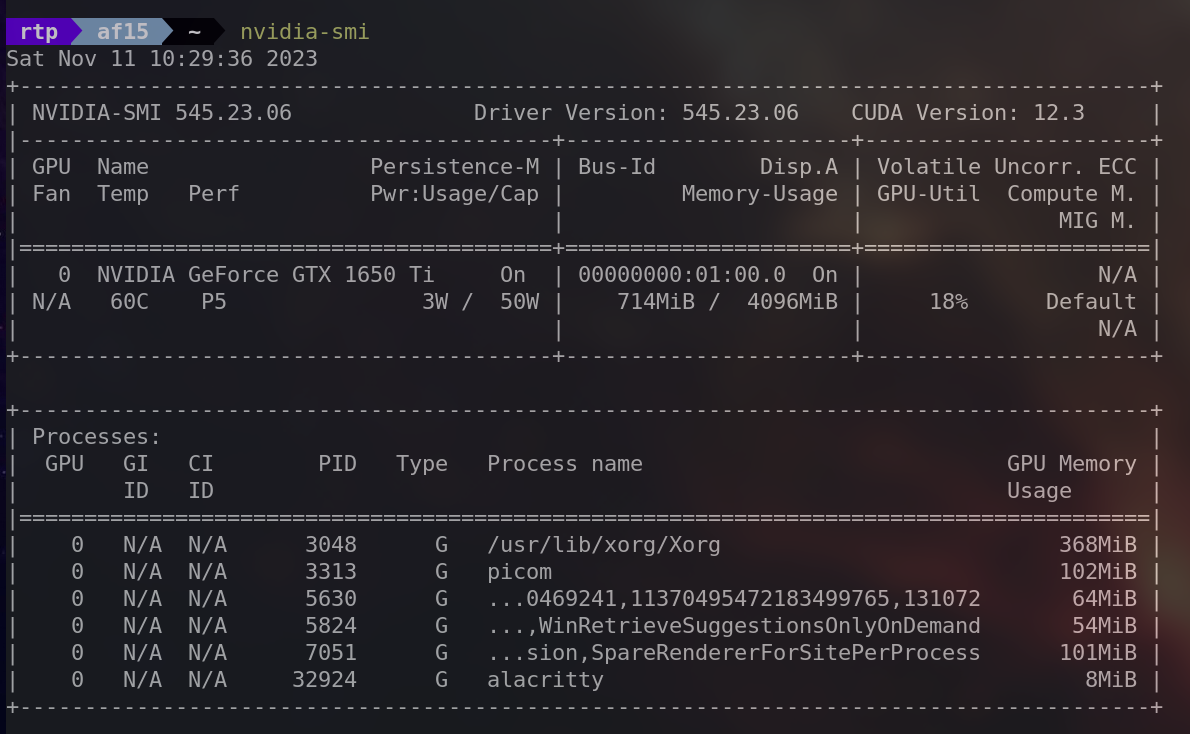 rtp af15 ~ nvidia-smi
Sat Nov 11 10:29:36 2023
+---------------------------------------------------------------------------------------+
| NVIDIA-SMI 545.23.06              Driver Version: 545.23.06    CUDA Version: 12.3     |
|-----------------------------------------+----------------------+----------------------+
| GPU  Name                 Persistence-M | Bus-Id        Disp.A | Volatile Uncorr. ECC |
| Fan  Temp   Perf          Pwr:Usage/Cap |         Memory-Usage | GPU-Util  Compute M. |
|                                         |                      |               MIG M. |
|=========================================+======================+======================|
|   0  NVIDIA GeForce GTX 1650 Ti     On  | 00000000:01:00.0  On |                  N/A |
| N/A   60C    P5               3W /  50W |    714MiB /  4096MiB |     18%      Default |
|                                         |                      |                  N/A |
+-----------------------------------------+----------------------+----------------------+
+---------------------------------------------------------------------------------------+
| Processes:                                                                            |
|  GPU   GI   CI        PID   Type   Process name                            GPU Memory |
|        ID   ID                                                             Usage      |
|=======================================================================================|
|    0   N/A  N/A      3048      G   /usr/lib/xorg/Xorg                          368MiB |
|    0   N/A  N/A      3313      G   picom                                       102MiB |
|    0   N/A  N/A      5630      G   ...0469241,11370495472183499765,131072       64MiB |
|    0   N/A  N/A      5824      G   ...,WinRetrieveSuggestionsOnlyOnDemand       54MiB |
|    0   N/A  N/A      7051      G   ...sion,SpareRendererForSitePerProcess      101MiB |
|    0   N/A  N/A     32924      G   alacritty                                     8MiB |
+---------------------------------------------------------------------------------------+